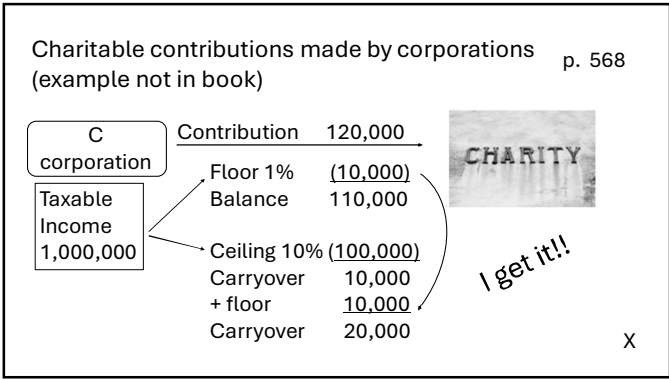 Charitable contributions made by corporations
(example not in book)
p. 568
C
corporation
Contribution 120,000
CHARITY
Taxable
Income
1,000,000
Floor 1% (10,000)
Balance 110,000
Ceiling 10% (100,000)
Carryover 10,000
+ floor 10,000
Carryover 20,000
I get it!!
X